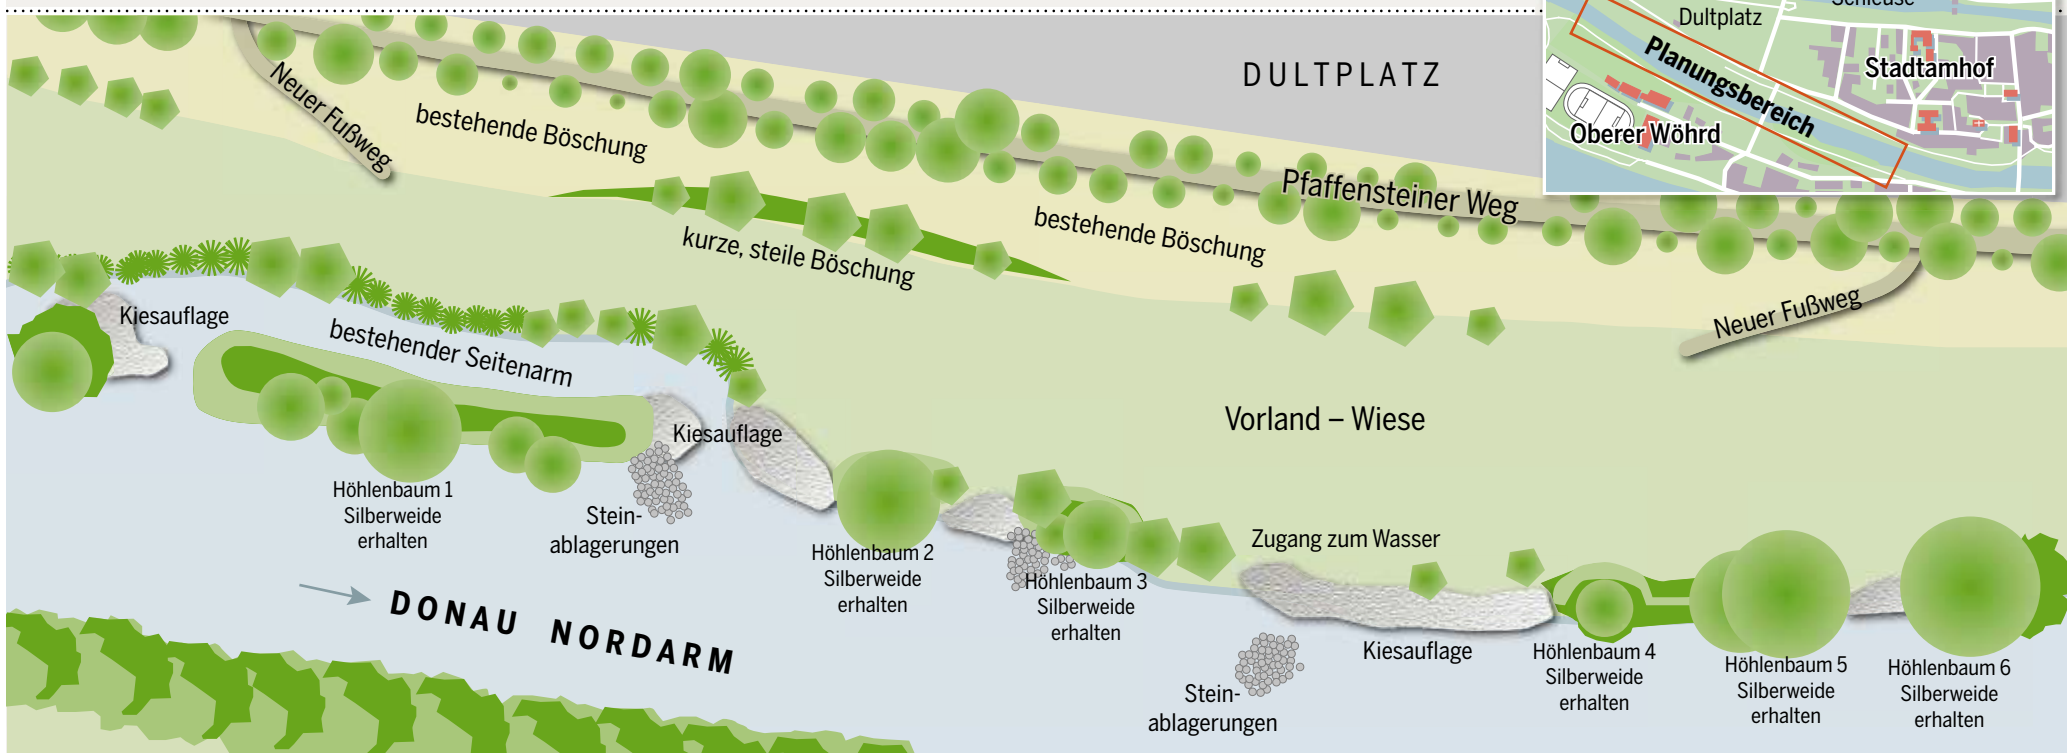 DULTPLATZ
Schleuse
Dultplatz
Planungsbereich
Stadtamhof
Oberer Wöhrd
Neuer Fußweg
bestehende Böschung
Pfaffensteiner Weg
bestehende Böschung
kurze, steile Böschung
Neuer Fußweg
Kiesauflage
bestehender Seitenarm
Kiesauflage
Vorland – Wiese
Höhlenbaum 1
Silberweide
erhalten
Stein-
ablagerungen
Höhlenbaum 2
Silberweide
erhalten
Höhlenbaum 3
Silberweide
erhalten
Zugang zum Wasser
Kiesauflage
Stein-
ablagerungen
Höhlenbaum 4
Silberweide
erhalten
Höhlenbaum 5
Silberweide
erhalten
Höhlenbaum 6
Silberweide
erhalten
DONAU NORDARM